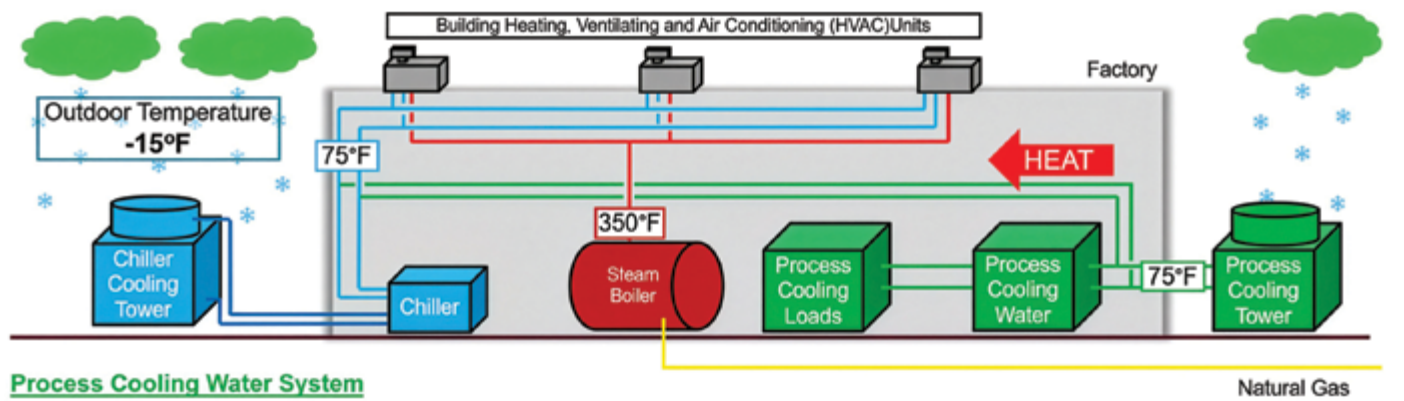 Building Heating, Ventilating and Air Conditioning (HVAC)Units
Factory
Outdoor Temperature
-15ºF
75°F
HEAT
350°F
Chiller
Cooling
Tower
Chiller
Steam
Boiler
Process
Cooling
Loads
Process
Cooling
Water
75°F
Process
Cooling
Tower
Process Cooling Water System
Natural Gas